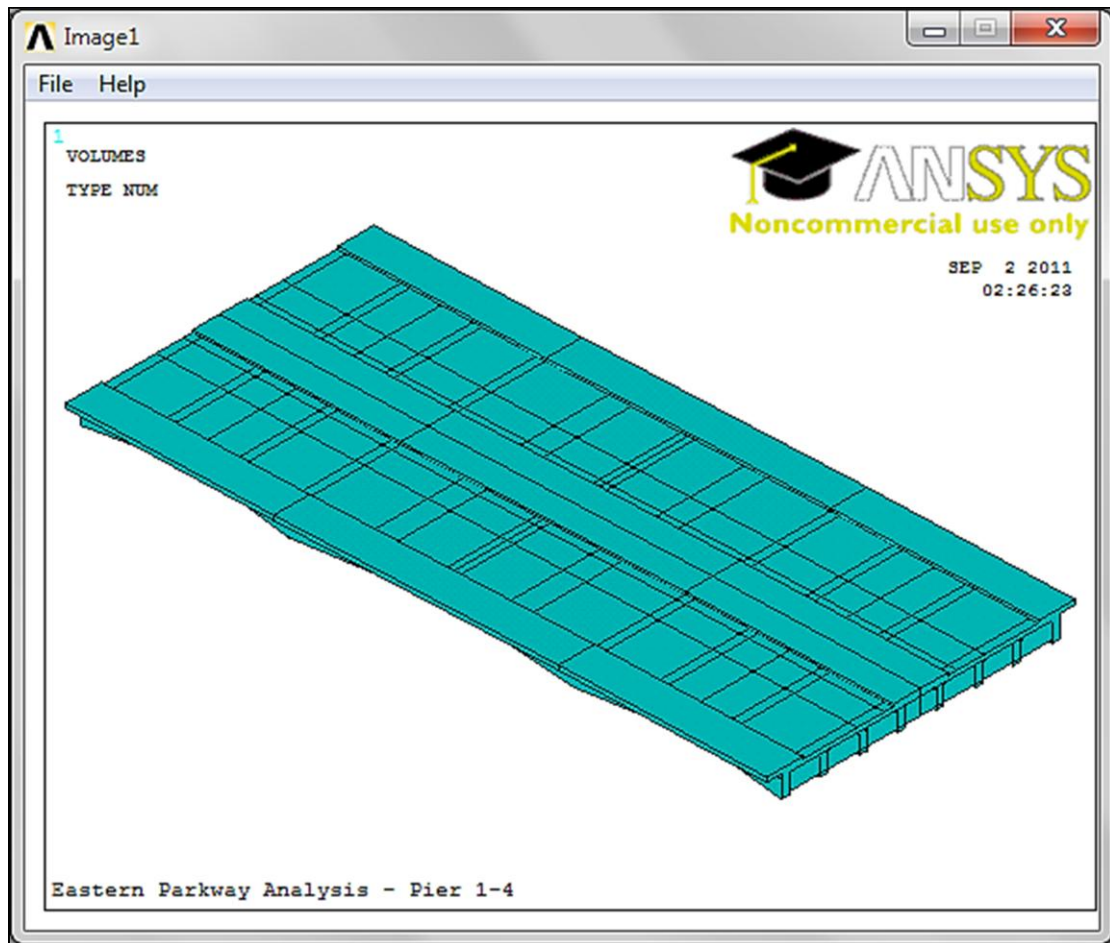 Image1
File Help
1
VOLUMES
TYPE NUM
ANSYS
Noncommercial use only
SEP 2 2011
02:26:23
Eastern Parkway Analysis - Pier 1-4